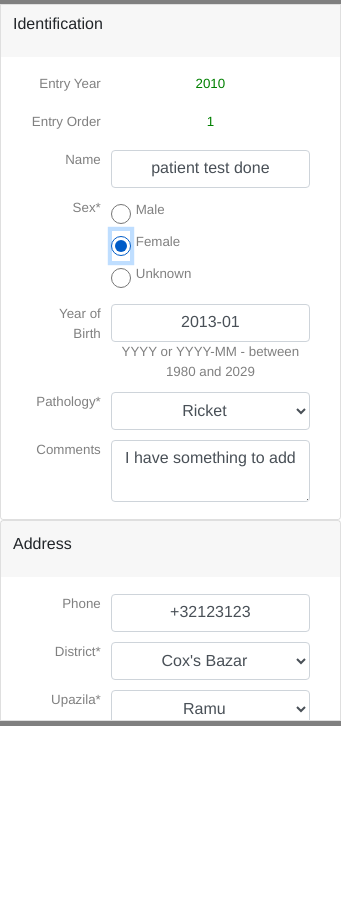 Identification
Entry Year 2010
Entry Order 1
Name patient test done
Sex* Male
Female
Unknown
Year of Birth 2013-01
YYYY or YYYY-MM - between
1980 and 2029
Pathology* Ricket
Comments I have something to add
Address
Phone +32123123
District* Cox's Bazar
Upazila* Ramu